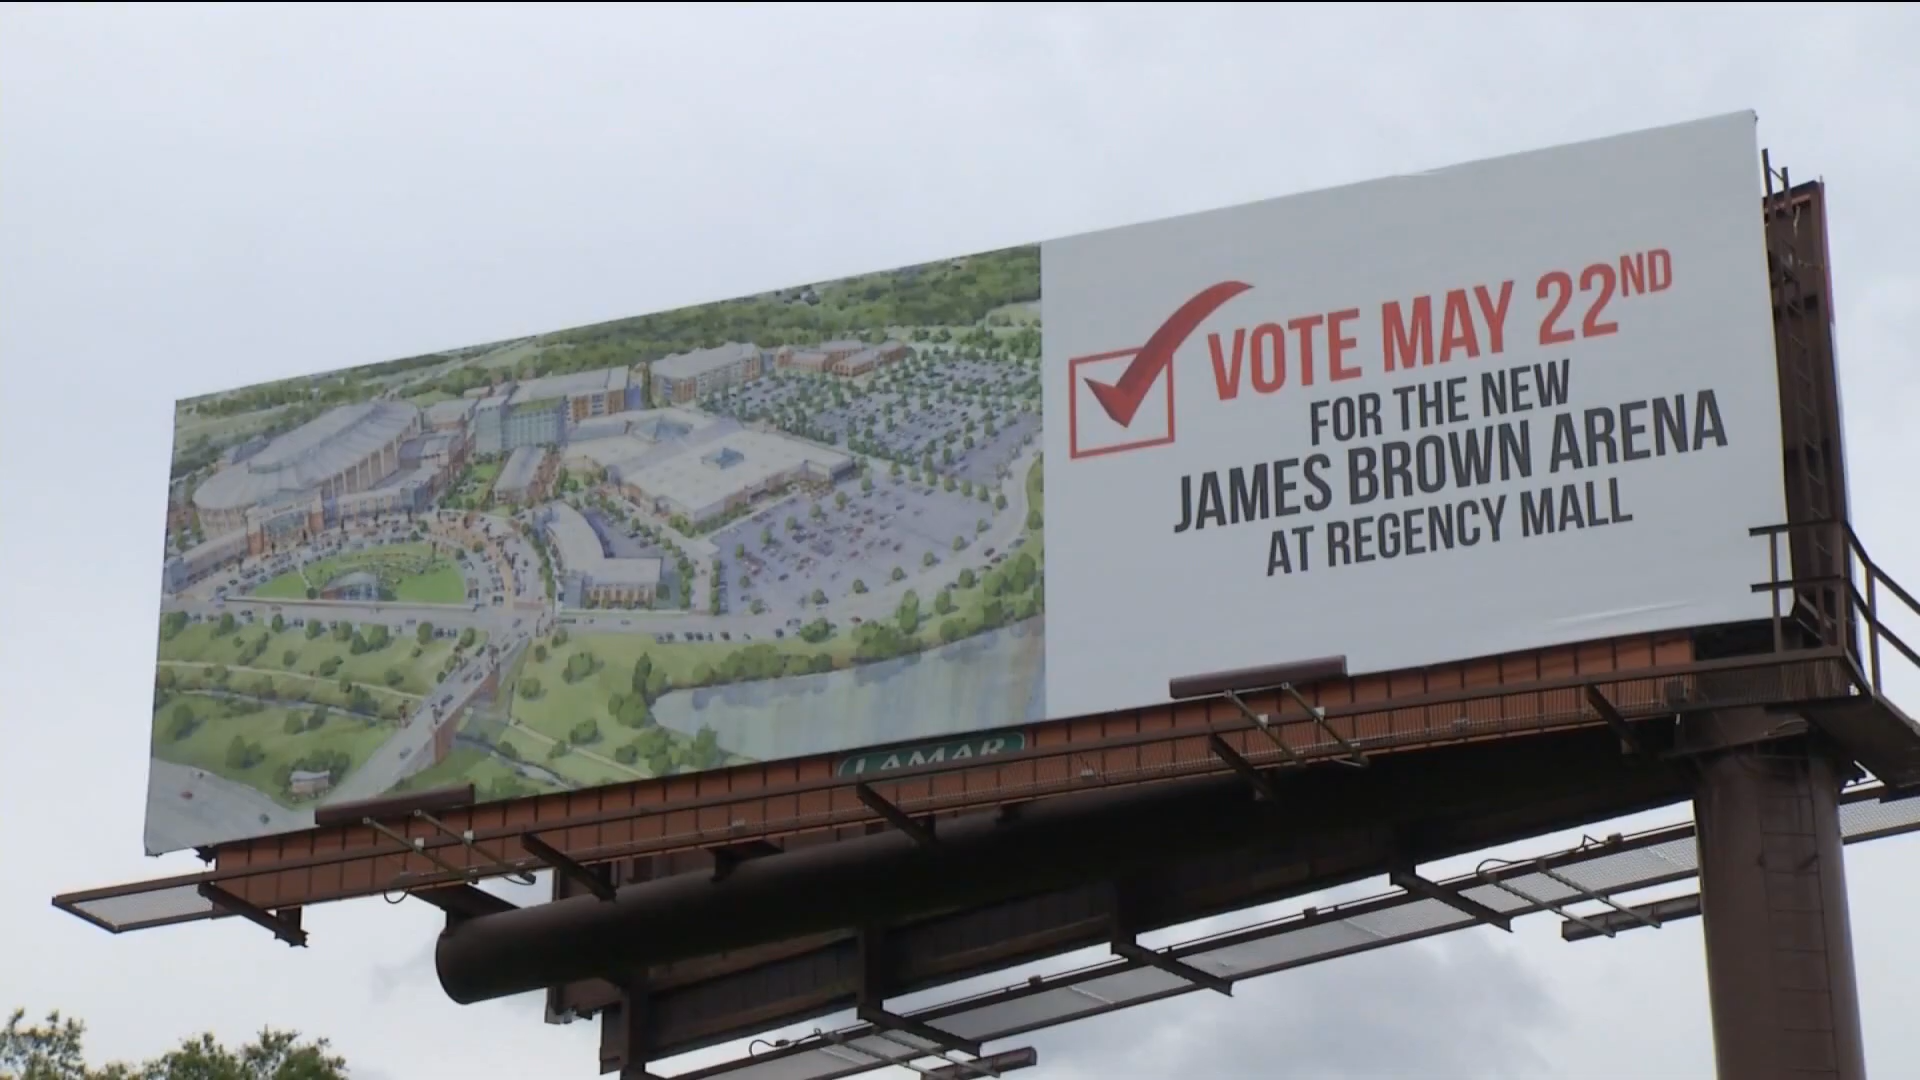 VOTE MAY 22ND
FOR THE NEW
JAMES BROWN ARENA
AT REGENCY MALL
LAMAR